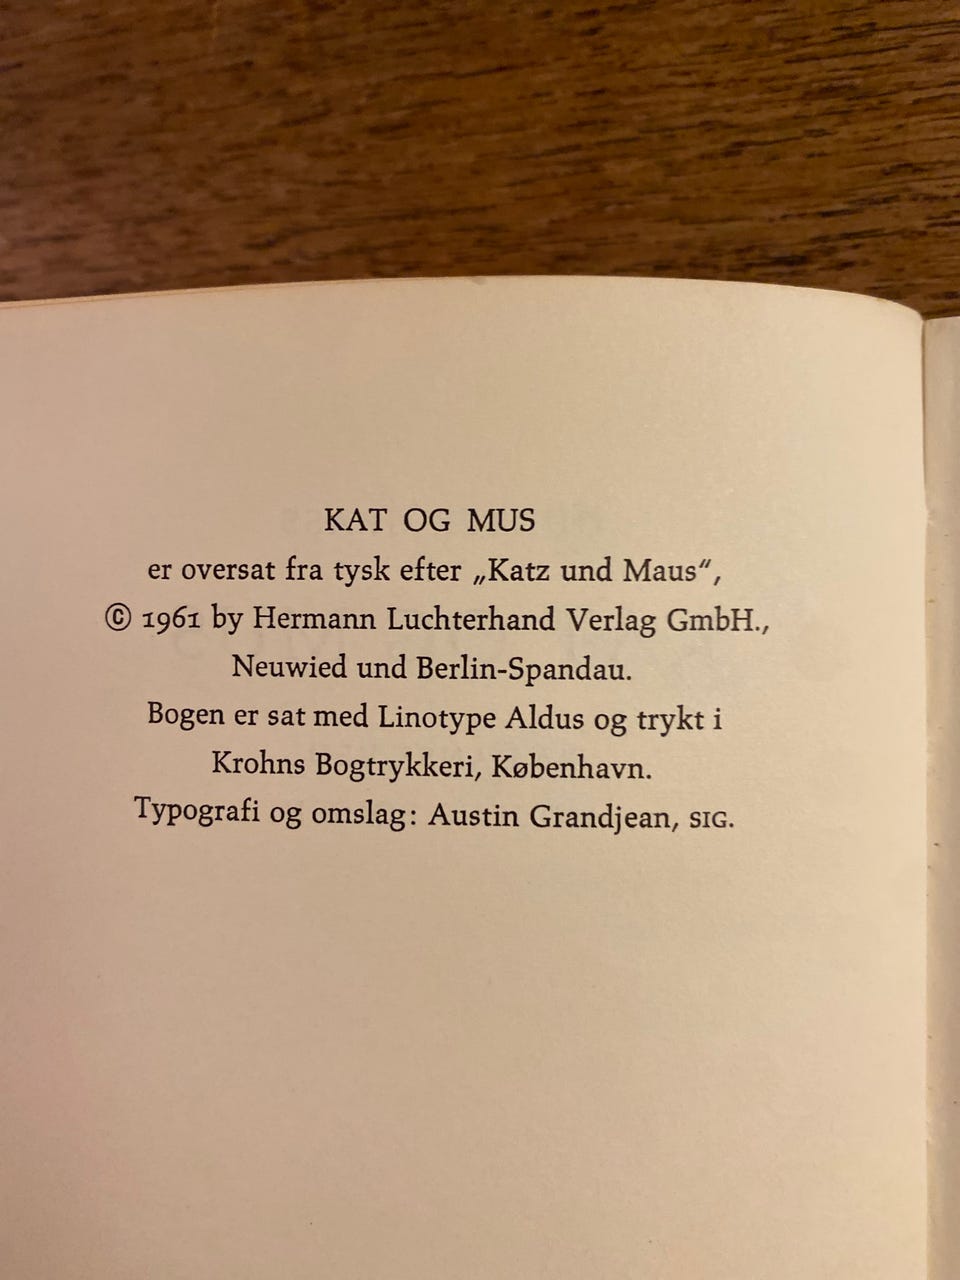 KAT OG MUS
er oversat fra tysk efter „Katz und Maus“,
© 1961 by Hermann Luchterhand Verlag GmbH.,
Neuwied und Berlin-Spandau.
Bogen er sat med Linotype Aldus og trykt i
Krohns Bogtrykkeri, København.
Typografi og omslag: Austin Grandjean, SIG.